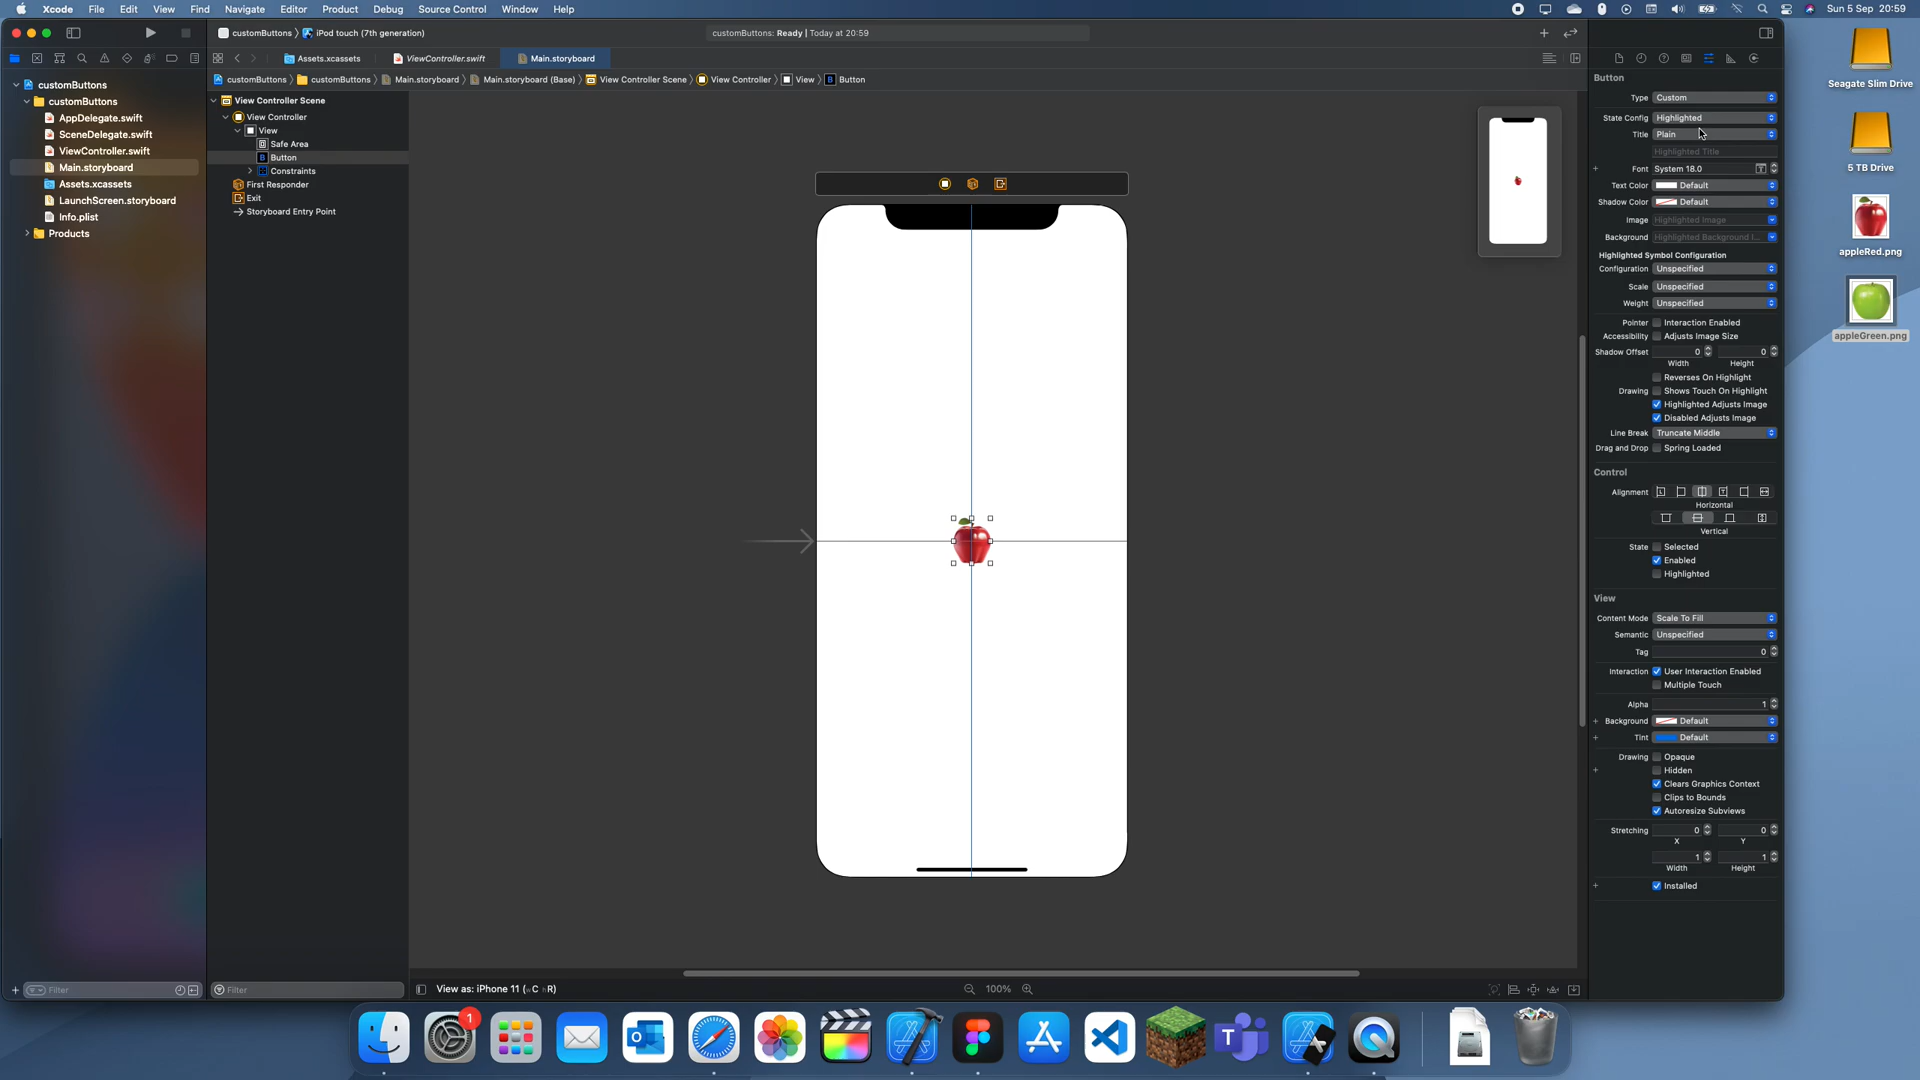 Xcode File Edit View Find Navigate Editor Product Debug Source Control Window Help
Sun 5 Sep 20:59
customButtons iPod touch (7th generation)
customButtons: Ready | Today at 20:59
Assets.xcassets ViewController.swift Main.storyboard
customButtons customButtons Main.storyboard Main.storyboard (Base) View Controller Scene View Controller View B Button
customButtons
customButtons
AppDelegate.swift
SceneDelegate.swift
ViewController.swift
Main.storyboard
Assets.xcassets
LaunchScreen.storyboard
Info.plist
Products
View Controller Scene
View Controller
View
Safe Area
B Button
Constraints
First Responder
Exit
Storyboard Entry Point
Button
Type Custom
State Config Highlighted
Title Plain
Highlighted Title
Font System 18.0
Text Color Default
Shadow Color Default
Image Highlighted Image
Background Highlighted Background I...
Highlighted Symbol Configuration
Configuration Unspecified
Scale Unspecified
Weight Unspecified
Pointer Interaction Enabled
Accessibility Adjusts Image Size
Shadow Offset 0 0
Width Height
Reverses On Highlight
Drawing Shows Touch On Highlight
Highlighted Adjusts Image
Disabled Adjusts Image
Line Break Truncate Middle
Drag and Drop Spring Loaded
Control
Alignment
Horizontal
Vertical
State Selected
Enabled
Highlighted
View
Content Mode Scale To Fill
Semantic Unspecified
Tag 0
Interaction User Interaction Enabled
Multiple Touch
Alpha 1
Background Default
Tint Default
Drawing Opaque
Hidden
Clears Graphics Context
Clips to Bounds
Autoresize Subviews
Stretching 0 0
X Y
1 1
Width Height
Installed
Seagate Slim Drive
5 TB Drive
appleRed.png
appleGreen.png
Filter
Filter
View as: iPhone 11 (wC hR)
100%
1